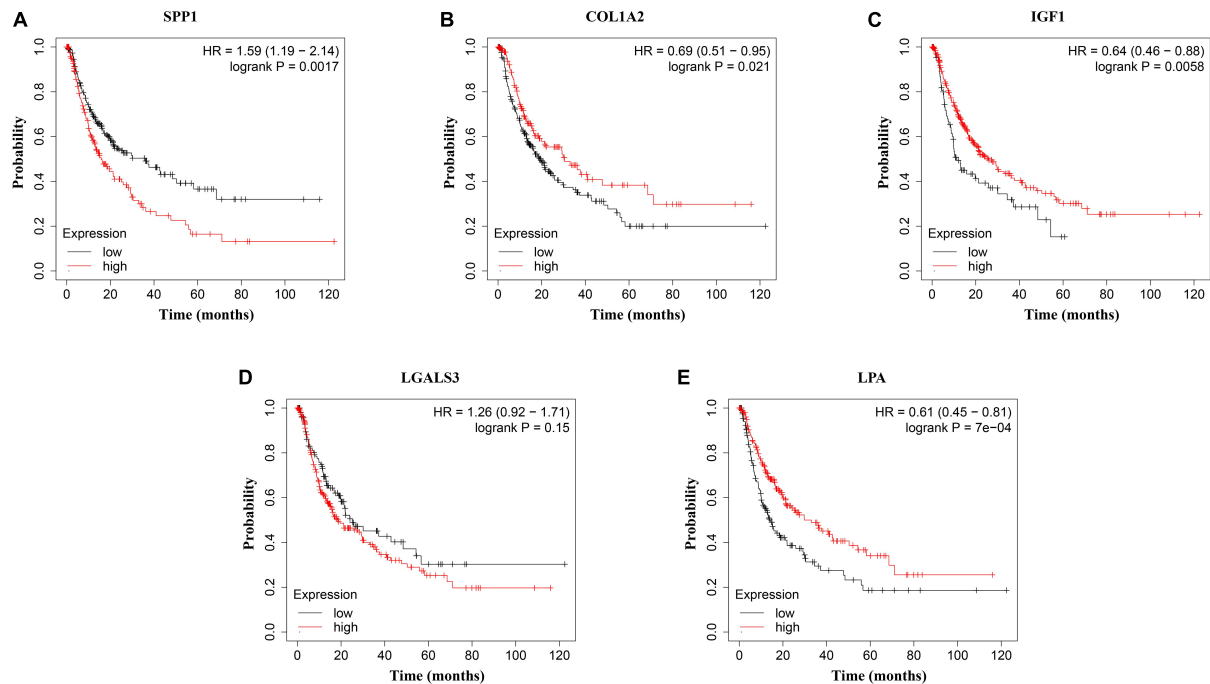 A
SPP1
HR = 1.59 (1.19 − 2.14)
logrank P = 0.0017
Probability
1.0
0.8
0.6
0.4
0.2
0.0
Expression
low
high
0 20 40 60 80 100 120
Time (months)
B
COL1A2
HR = 0.69 (0.51 − 0.95)
logrank P = 0.021
Probability
1.0
0.8
0.6
0.4
0.2
0.0
Expression
low
high
0 20 40 60 80 100 120
Time (months)
C
IGF1
HR = 0.64 (0.46 − 0.88)
logrank P = 0.0058
Probability
1.0
0.8
0.6
0.4
0.2
0.0
Expression
low
high
0 20 40 60 80 100 120
Time (months)
D
LGALS3
HR = 1.26 (0.92 − 1.71)
logrank P = 0.15
Probability
1.0
0.8
0.6
0.4
0.2
0.0
Expression
low
high
0 20 40 60 80 100 120
Time (months)
E
LPA
HR = 0.61 (0.45 − 0.81)
logrank P = 7e−04
Probability
1.0
0.8
0.6
0.4
0.2
0.0
Expression
low
high
0 20 40 60 80 100 120
Time (months)